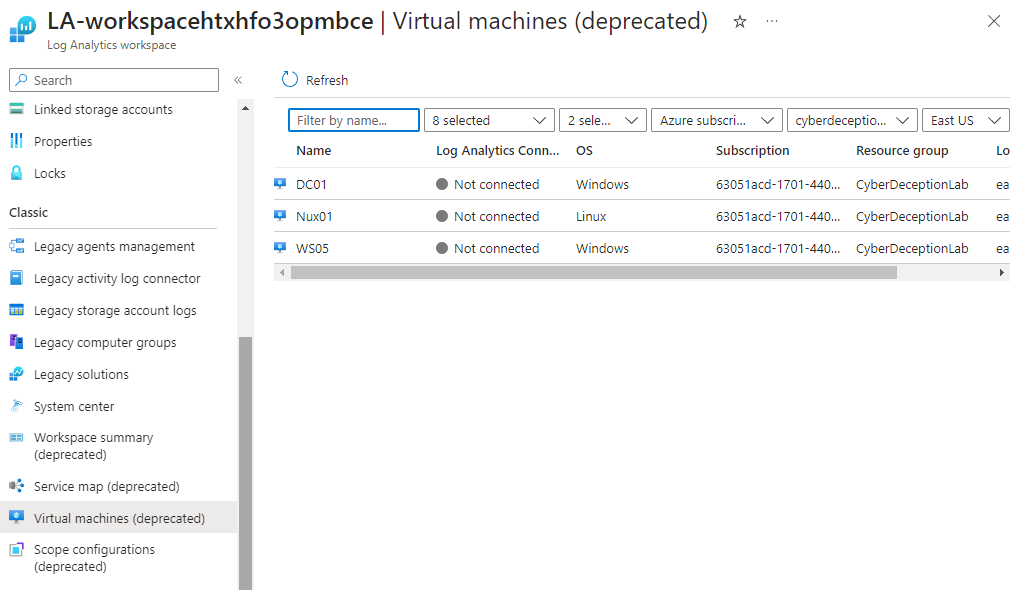 LA-workspacehtxhfo3opmbce | Virtual machines (deprecated)
Log Analytics workspace
Search
Linked storage accounts
Properties
Locks
Classic
Legacy agents management
Legacy activity log connector
Legacy storage account logs
Legacy computer groups
Legacy solutions
System center
Workspace summary
(deprecated)
Service map (deprecated)
Virtual machines (deprecated)
Scope configurations
(deprecated)
Refresh
Filter by name... 8 selected 2 sele... Azure subscri... cyberdeceptio... East US
Name Log Analytics Conn... OS Subscription Resource group Lo
DC01 Not connected Windows 63051acd-1701-440... CyberDeceptionLab ea
Nux01 Not connected Linux 63051acd-1701-440... CyberDeceptionLab ea
WS05 Not connected Windows 63051acd-1701-440... CyberDeceptionLab ea